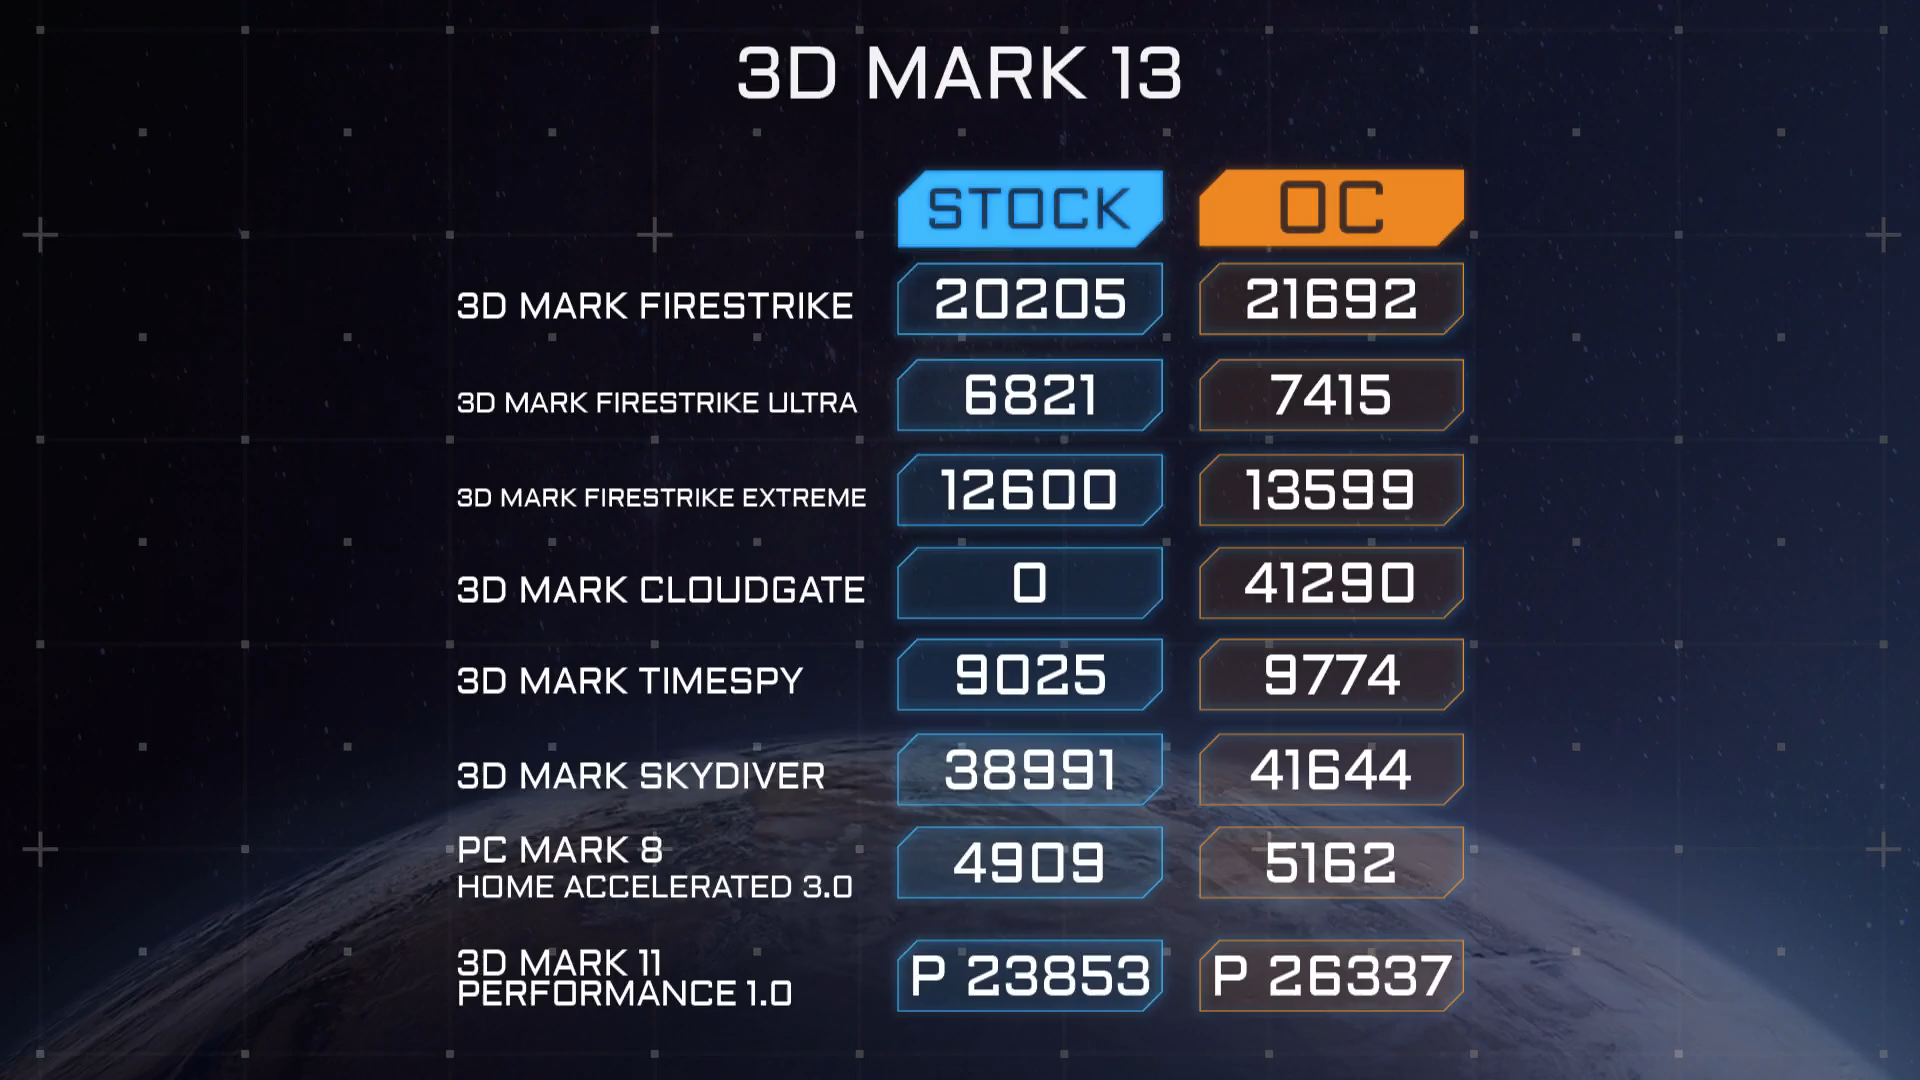 3D MARK 13
STOCK OC
3D MARK FIRESTRIKE 20205 21692
3D MARK FIRESTRIKE ULTRA 6821 7415
3D MARK FIRESTRIKE EXTREME 12600 13599
3D MARK CLOUDGATE 0 41290
3D MARK TIMESPY 9025 9774
3D MARK SKYDIVER 38991 41644
PC MARK 8
HOME ACCELERATED 3.0 4909 5162
3D MARK 11
PERFORMANCE 1.0 P 23853 P 26337